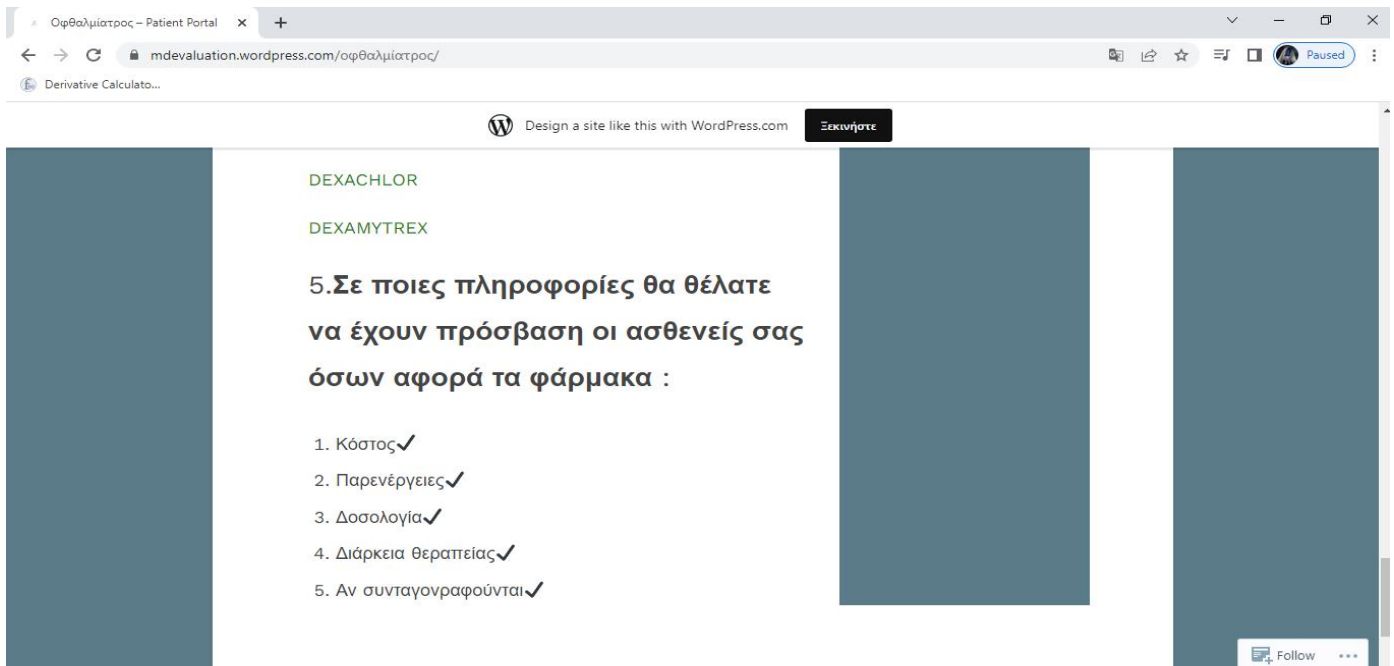 Οφθαλμίατρος – Patient Portal
mdevaluation.wordpress.com/οφθαλμίατρος/
Paused
Derivative Calculato...
Design a site like this with WordPress.com
Ξεκινήστε
DEXACHLOR
DEXAMYTREX
5.Σε ποιες πληροφορίες θα θέλατε
να έχουν πρόσβαση οι ασθενείς σας
όσων αφορά τα φάρμακα :
1. Κόστος✓
2. Παρενέργειες✓
3. Δοσολογία✓
4. Διάρκεια θεραπείας✓
5. Αν συνταγονραφούνται✓
Follow